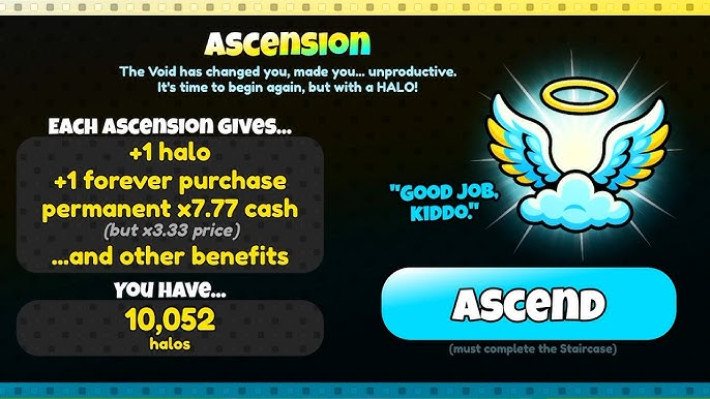 Ascension
The Void has changed you, made you... unproductive.
It's time to begin again, but with a HALO!
Each Ascension gives...
+1 halo
+1 forever purchase
permanent x7.77 cash
(but x3.33 price)
...and other benefits
You have...
10,052
halos
"Good job,
kiddo."
Ascend
(must complete the Staircase)